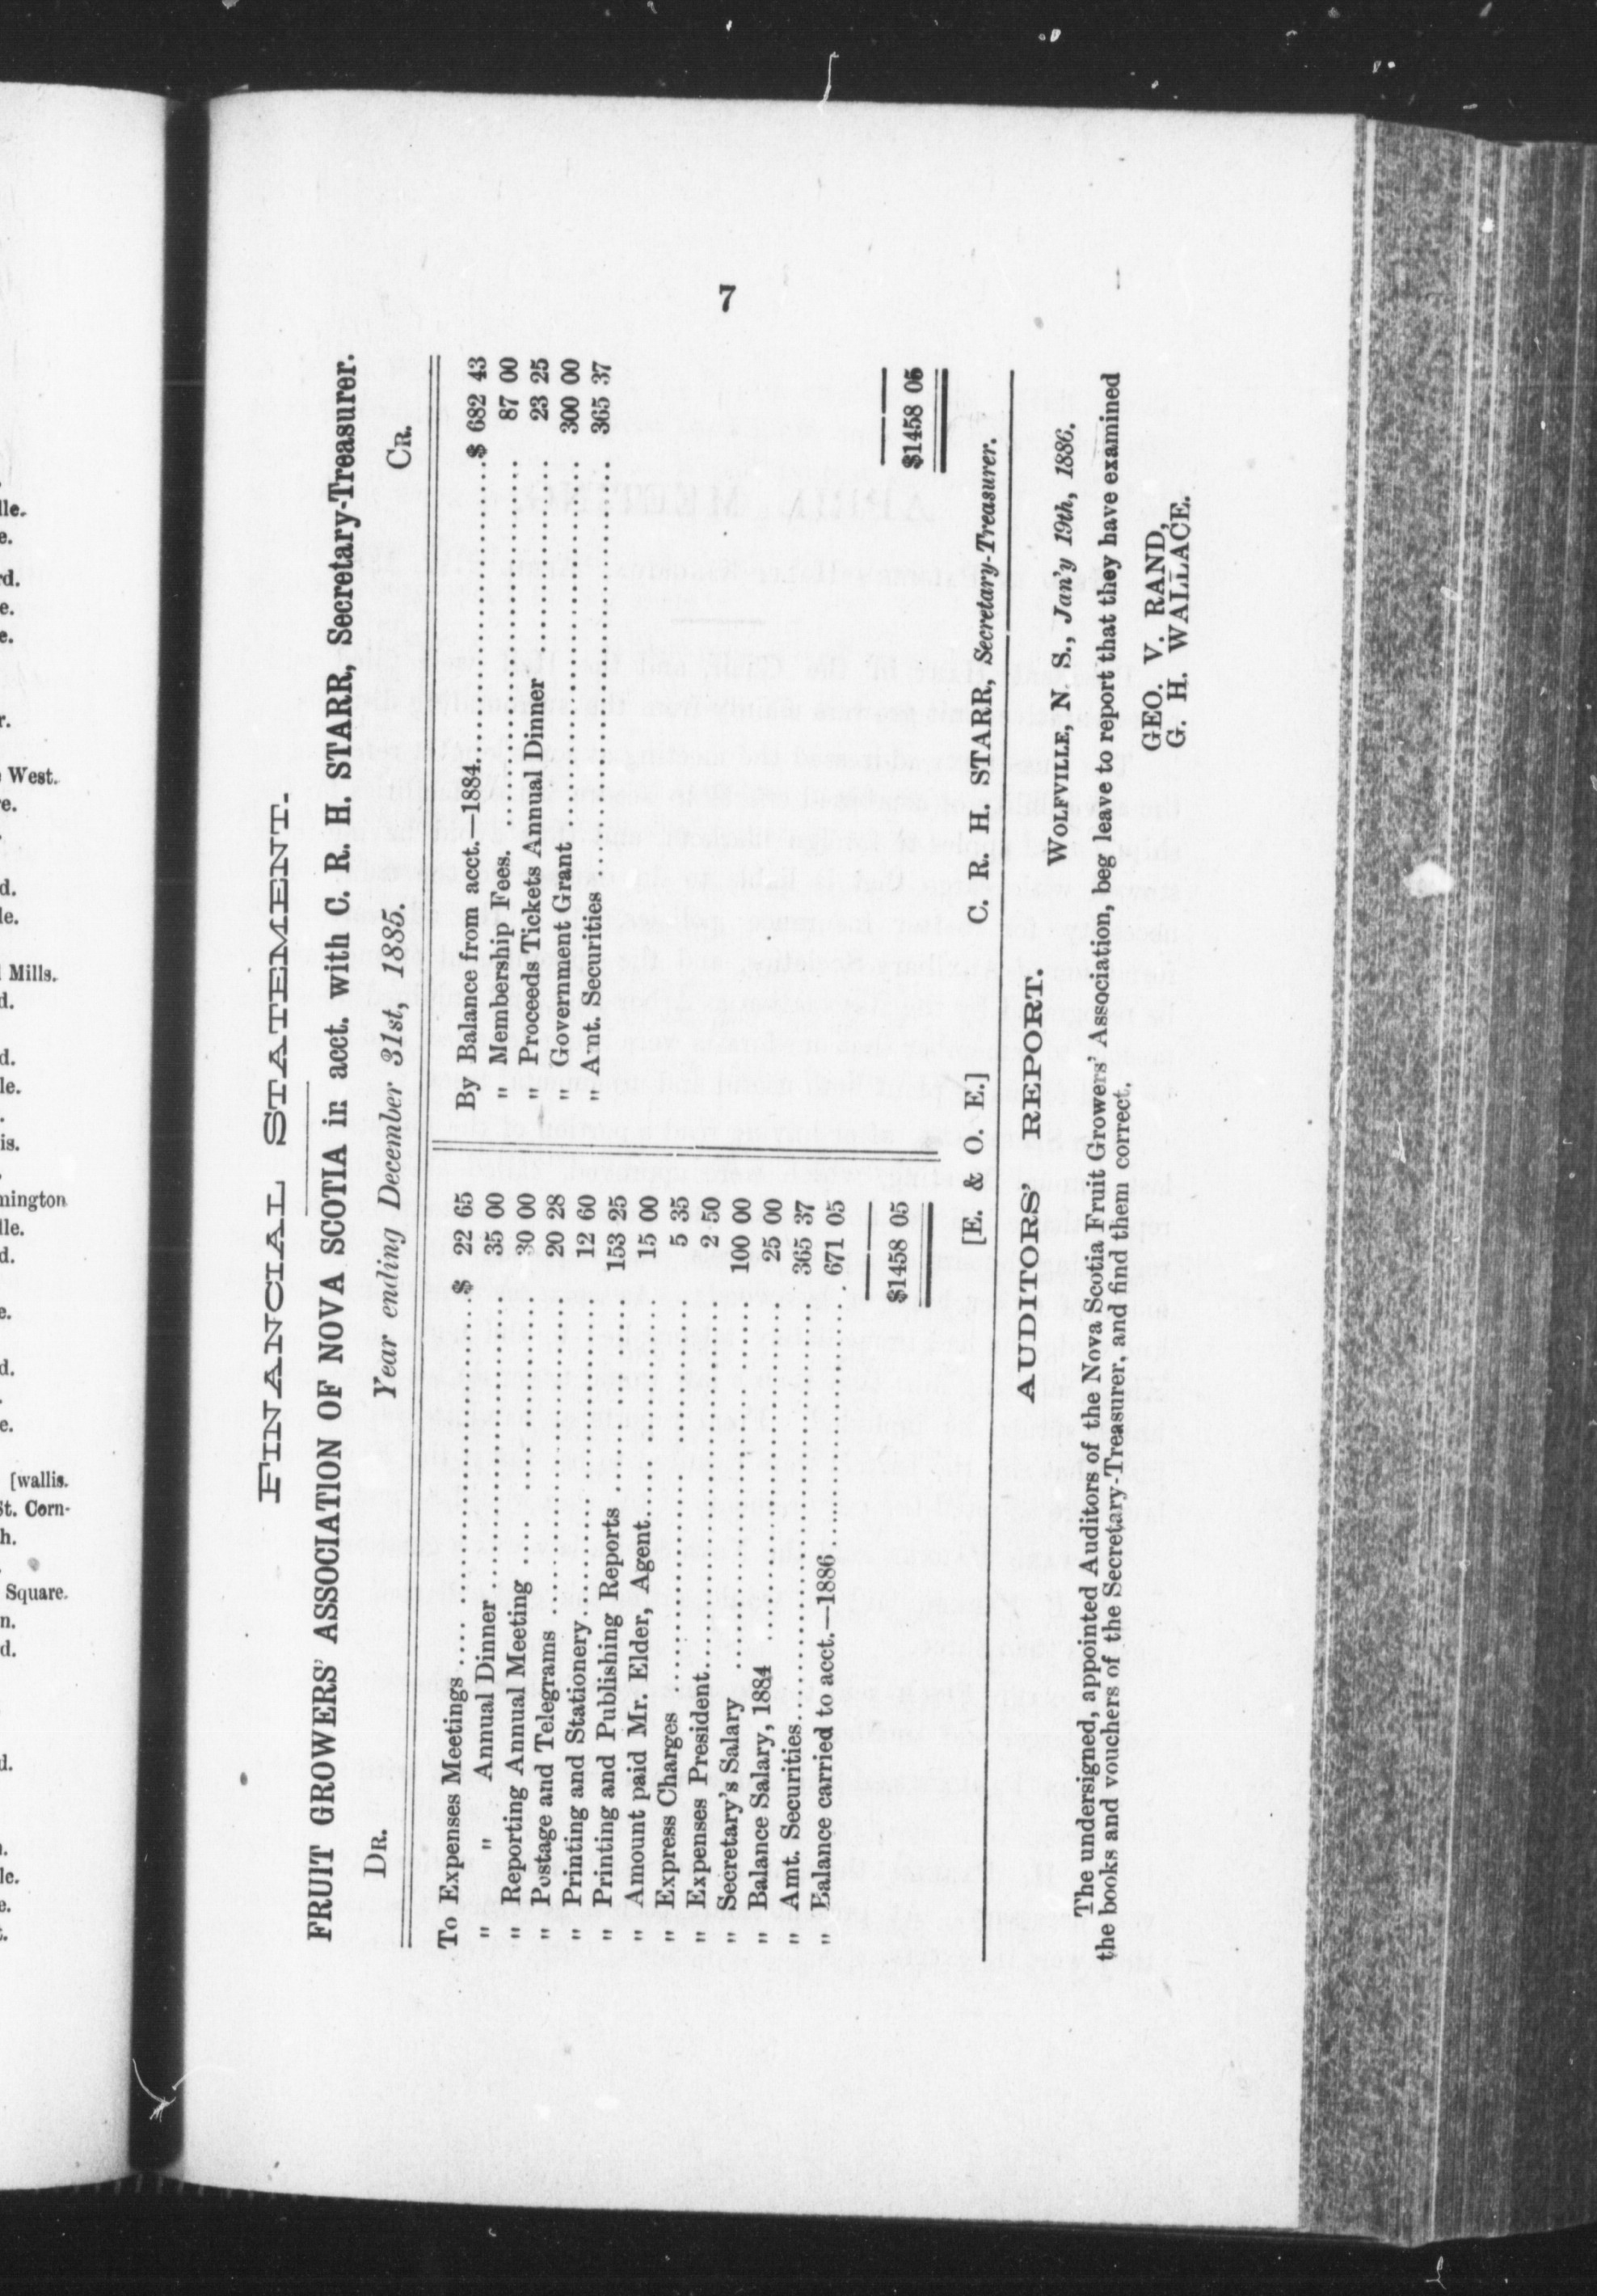 7
FINANCIAL STATEMENT.
FRUIT GROWERS' ASSOCIATION OF NOVA SCOTIA in acct. with C. R. H. STARR, Secretary-Treasurer.
DR. Year ending December 31st, 1885. CR.
To Expenses Meetings .... $ 22 65
" " Annual Dinner .... 35 00
" Reporting Annual Meeting .... 30 00
" Postage and Telegrams .... 20 28
" Printing and Stationery.... 12 60
" Printing and Publishing Reports .... 153 25
" Amount paid Mr. Elder, Agent.... 15 00
" Express Charges .... 5 35
" Expenses President.... 2 50
" Secretary's Salary .... 100 00
" Balance Salary, 1884 .... 25 00
" Amt. Securities.... 365 37
" Balance carried to acct.—1886 .... 671 05
$1458 05
By Balance from acct.—1884.... $ 682 43
" Membership Fees. .... 87 00
" Proceeds Tickets Annual Dinner .... 23 25
" Government Grant .... 300 00
" Amt. Securities .... 365 37
$1458 05
[E. & O. E.] C. R. H. STARR, Secretary-Treasurer.
AUDITORS' REPORT.
WOLFVILLE, N. S., Jan'y 19th, 1886.
The undersigned, appointed Auditors of the Nova Scotia Fruit Growers' Association, beg leave to report that they have examined
the books and vouchers of the Secretary-Treasurer, and find them correct.
GEO. V. RAND,
G. H. WALLACE.
West.
Mills.
[wallis.
St. Corn-
Square.